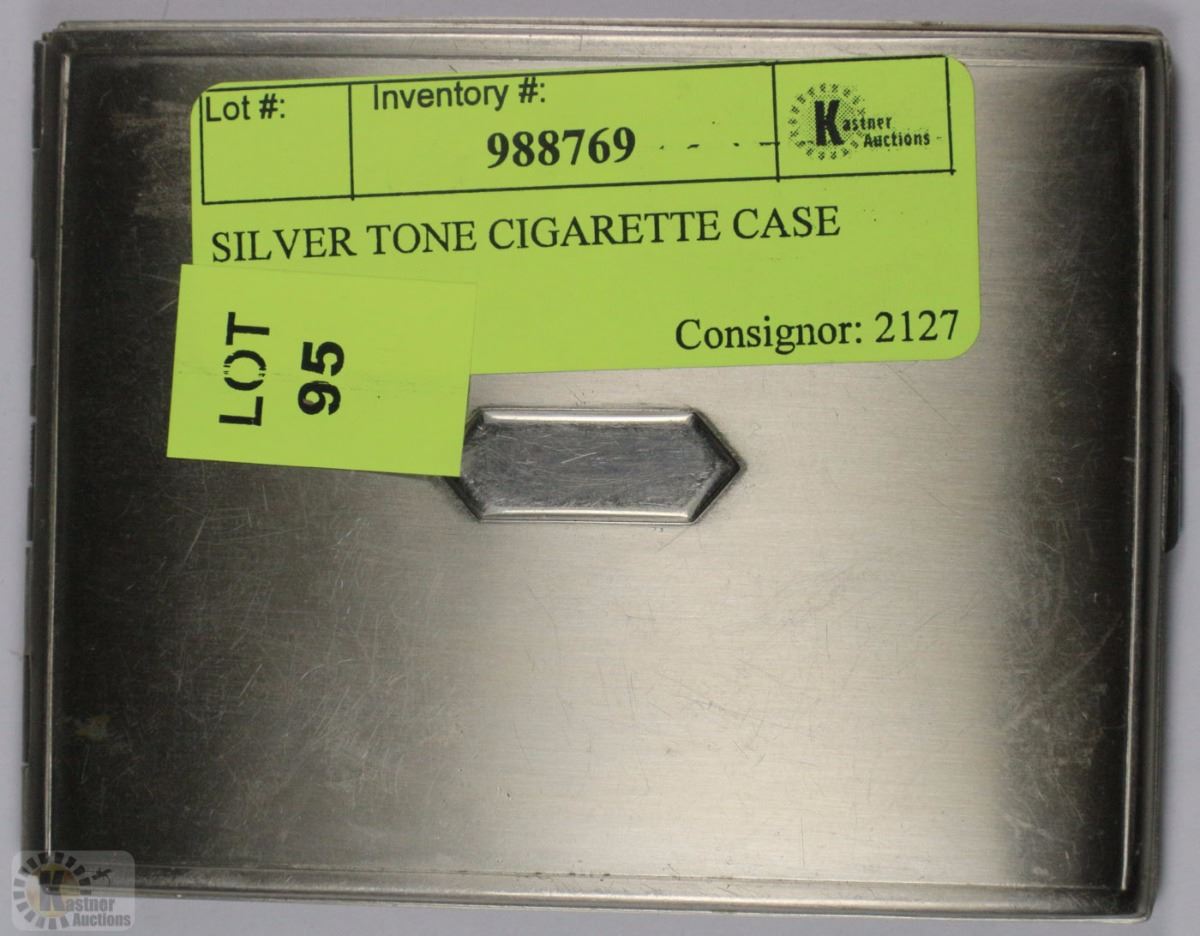 Lot #:
Inventory #:
988769
Kastner
Auctions
SILVER TONE CIGARETTE CASE
Consignor: 2127
LOT
95
Kastner
Auctions